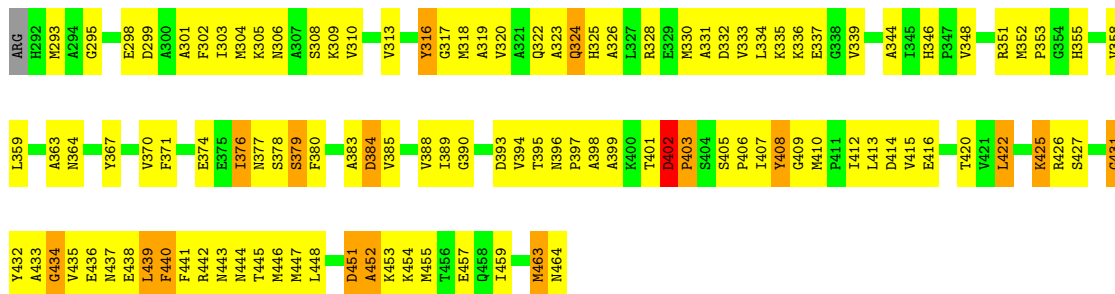 ARG H292 M293 A294 G295 E298 D299 A300 A301 F302 I303 M304 K305 N306 A307 S308 K309 V310 V313 Y316 G317 M318 A319 V320 A321 Q322 A323 Q324 H325 A326 L327 R328 E329 M330 A331 D332 V333 L334 K335 K336 E337 G338 V339 A344 I345 H346 P347 V348 R351 M352 P353 G354 H355
L359 A363 N364 Y367 V370 F371 E374 E375 I376 N377 S378 S379 F380 A383 D384 V385 V388 I389 G390 D393 V394 T395 N396 P397 A398 A399 K400 T401 D402 P403 S404 S405 P406 I407 Y408 G409 M410 P411 I412 L413 D414 V415 E416 T420 V421 L422 K425 R426 S427
Y432 A433 G434 V435 E436 N437 E438 L439 F440 F441 R442 N443 N444 T445 M446 M447 L448 D451 A452 K453 K454 M455 T456 E457 Q458 I459 M463 N464